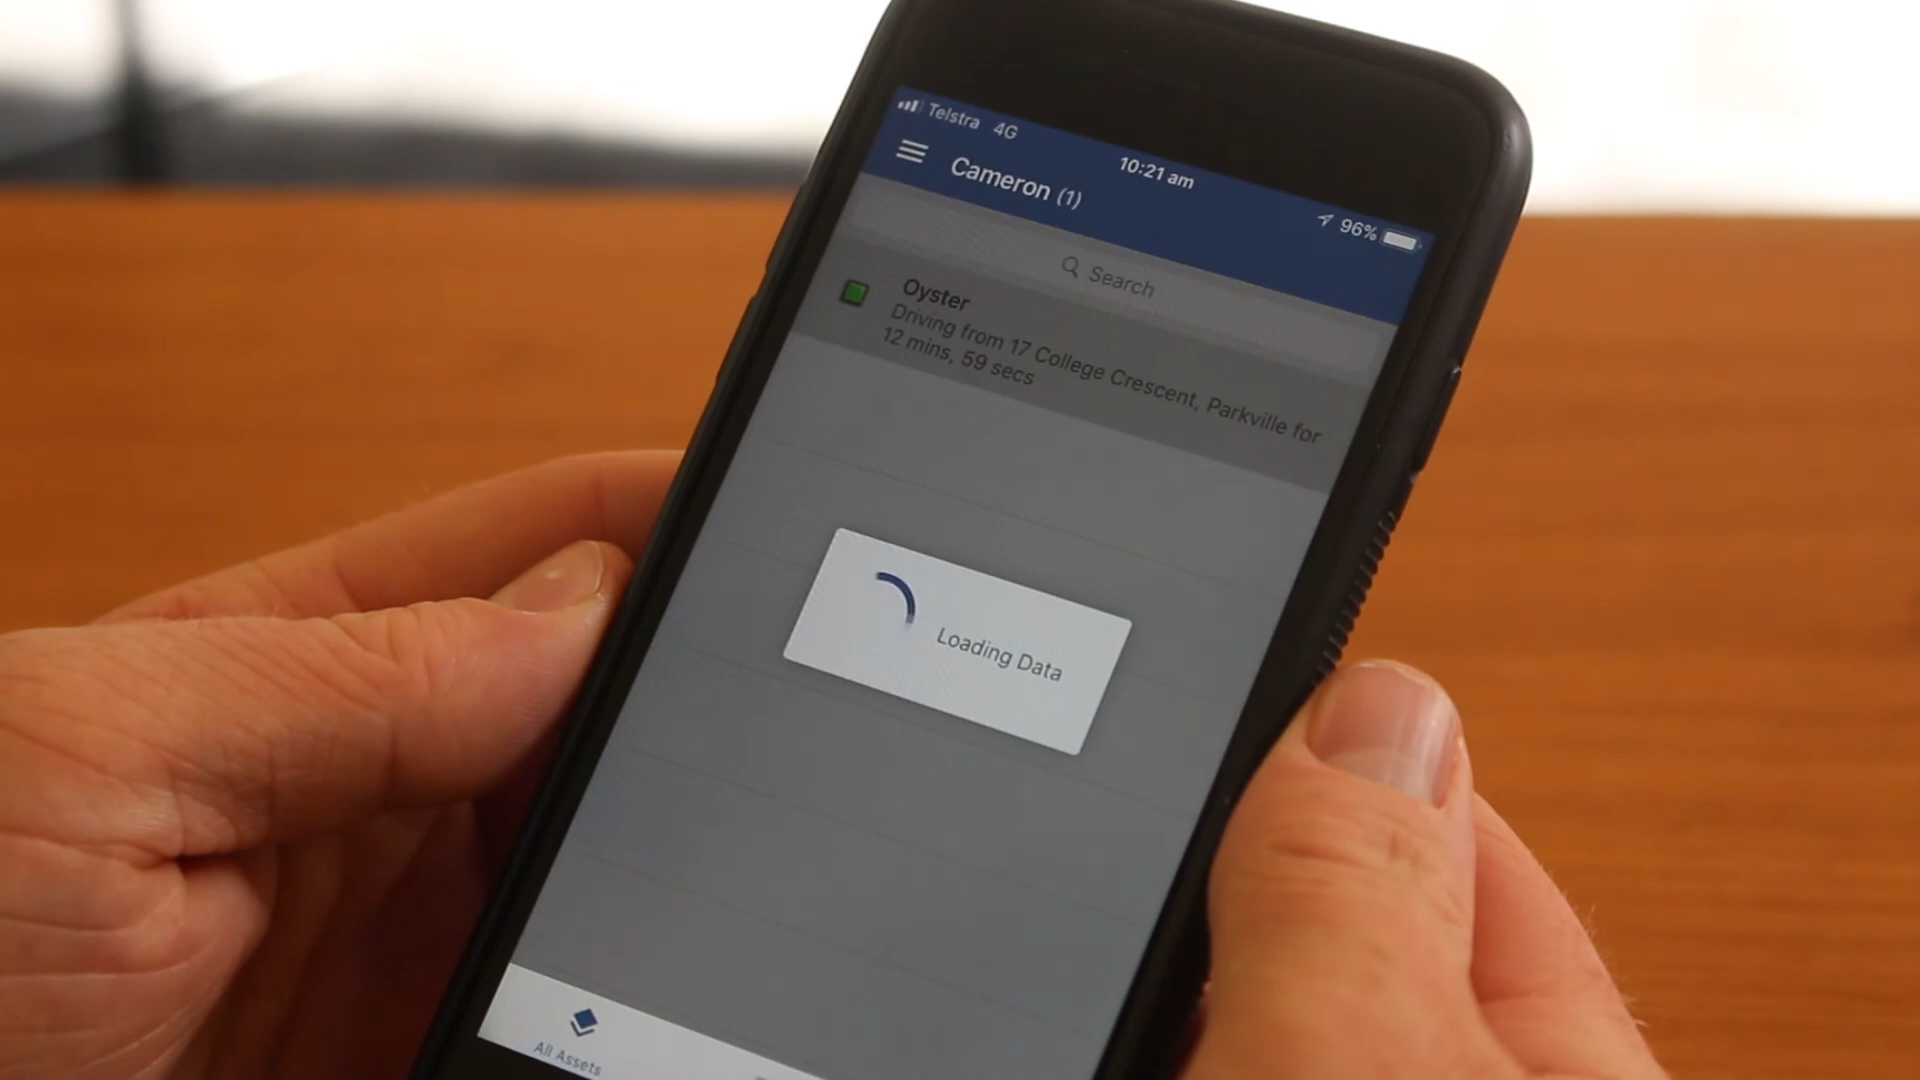 Telstra 4G
10:21 am
96%
Cameron (1)
Search
Oyster
Driving from 17 College Crescent, Parkville for
12 mins, 59 secs
Loading Data
All Assets